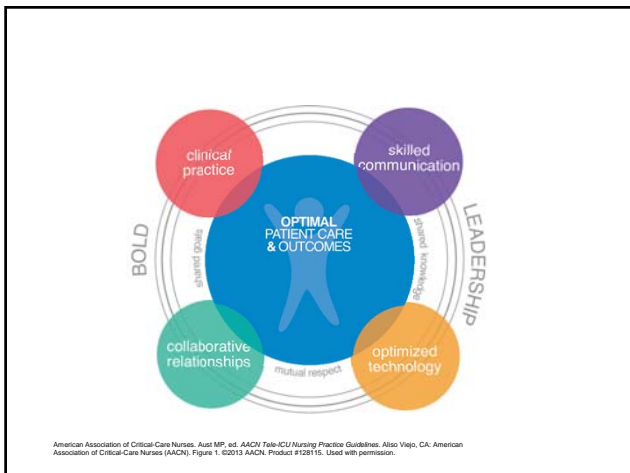 clinical
practice
skilled
communication
OPTIMAL
PATIENT CARE
& OUTCOMES
BOLD
shared goals
shared knowledge
LEADERSHIP
collaborative
relationships
mutual respect
optimized
technology
American Association of Critical-Care Nurses. Aust MP, ed. AACN Tele-ICU Nursing Practice Guidelines. Aliso Viejo, CA: American
Association of Critical-Care Nurses (AACN). Figure 1. ©2013 AACN. Product #128115. Used with permission.